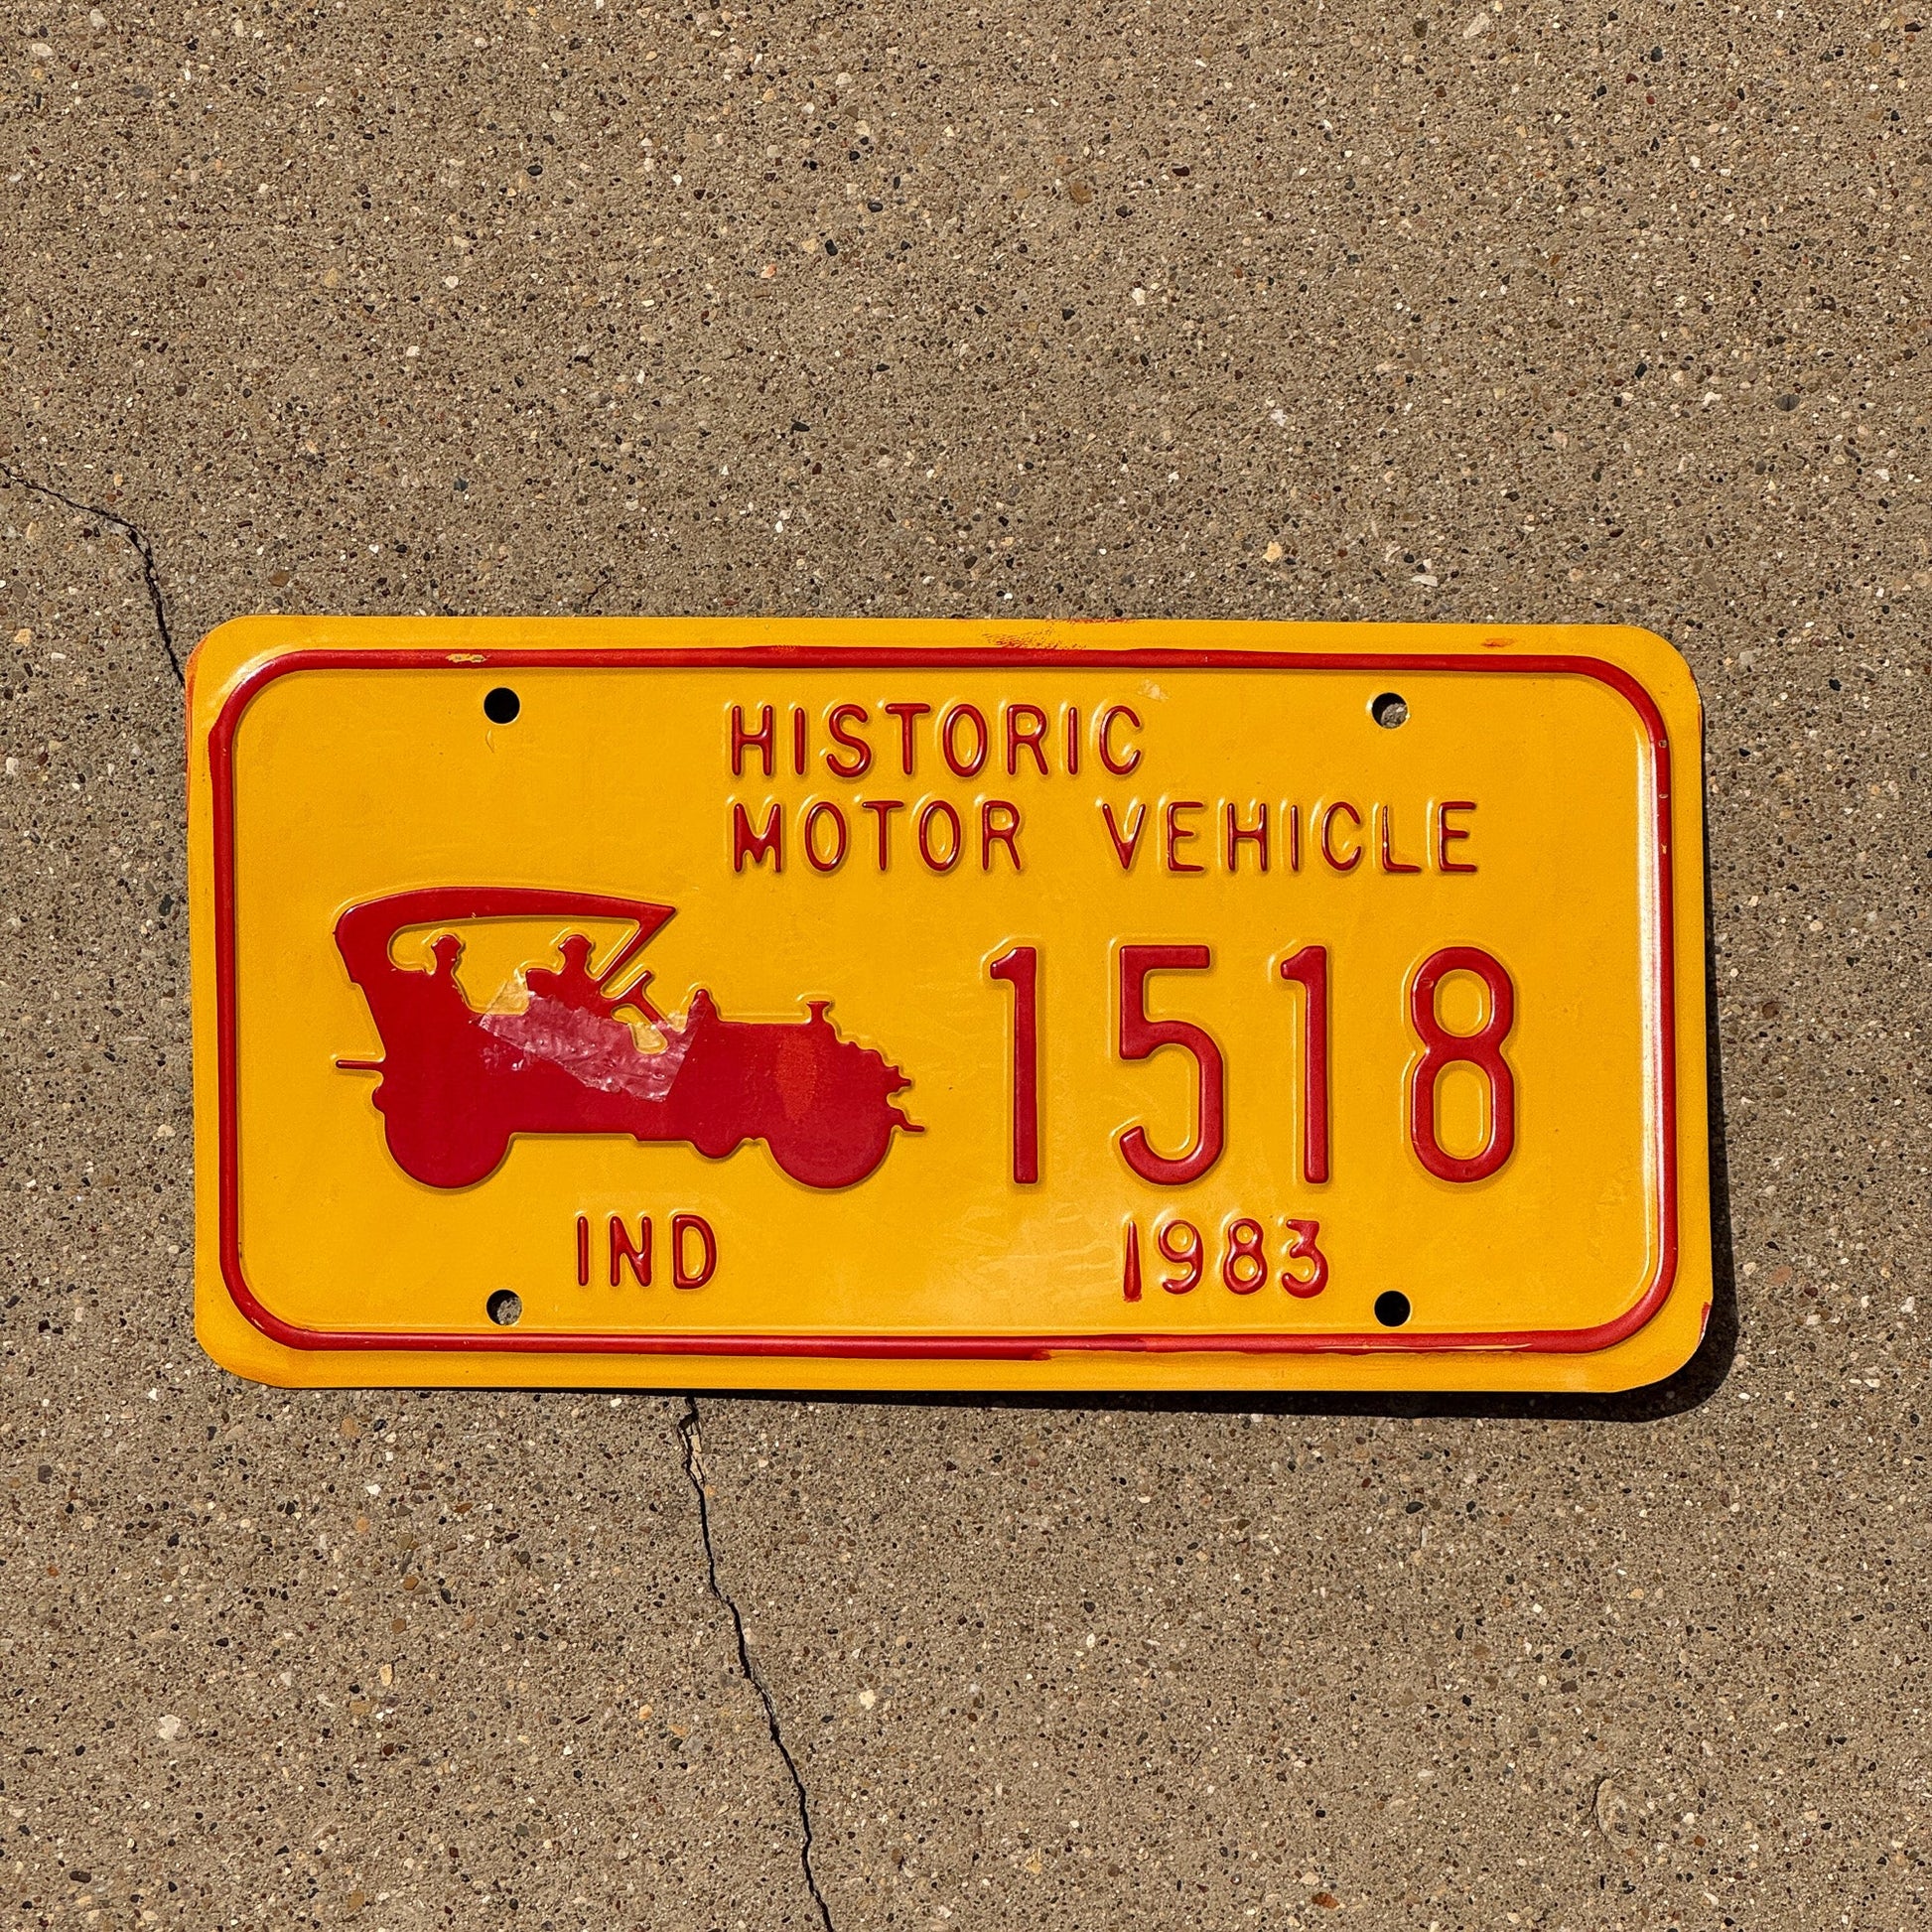 HISTORIC
MOTOR VEHICLE
1518
IND 1983